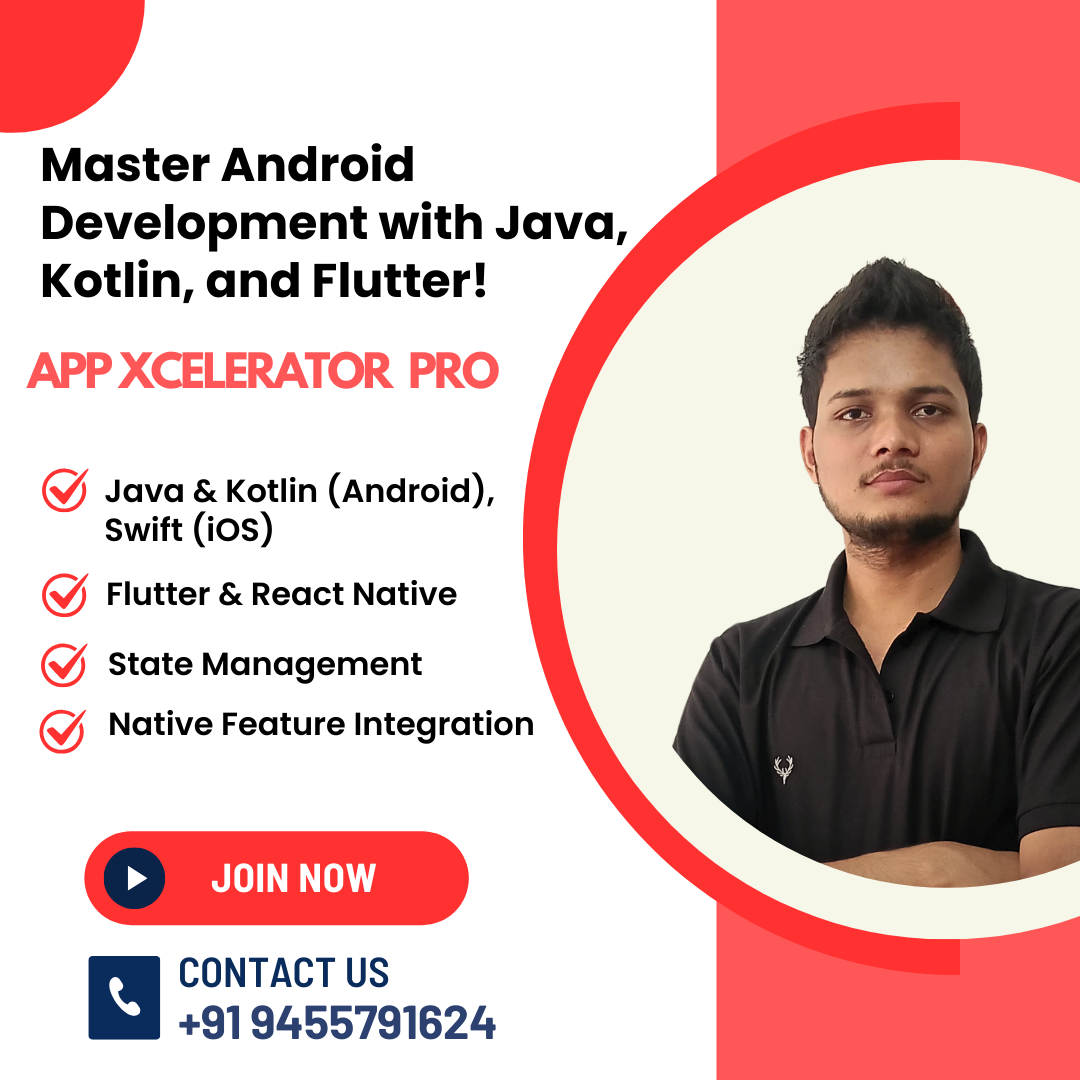 Master Android
Development with Java,
Kotlin, and Flutter!
APP XCELERATOR PRO
Java & Kotlin (Android),
Swift (iOS)
Flutter & React Native
State Management
Native Feature Integration
JOIN NOW
CONTACT US
+91 9455791624